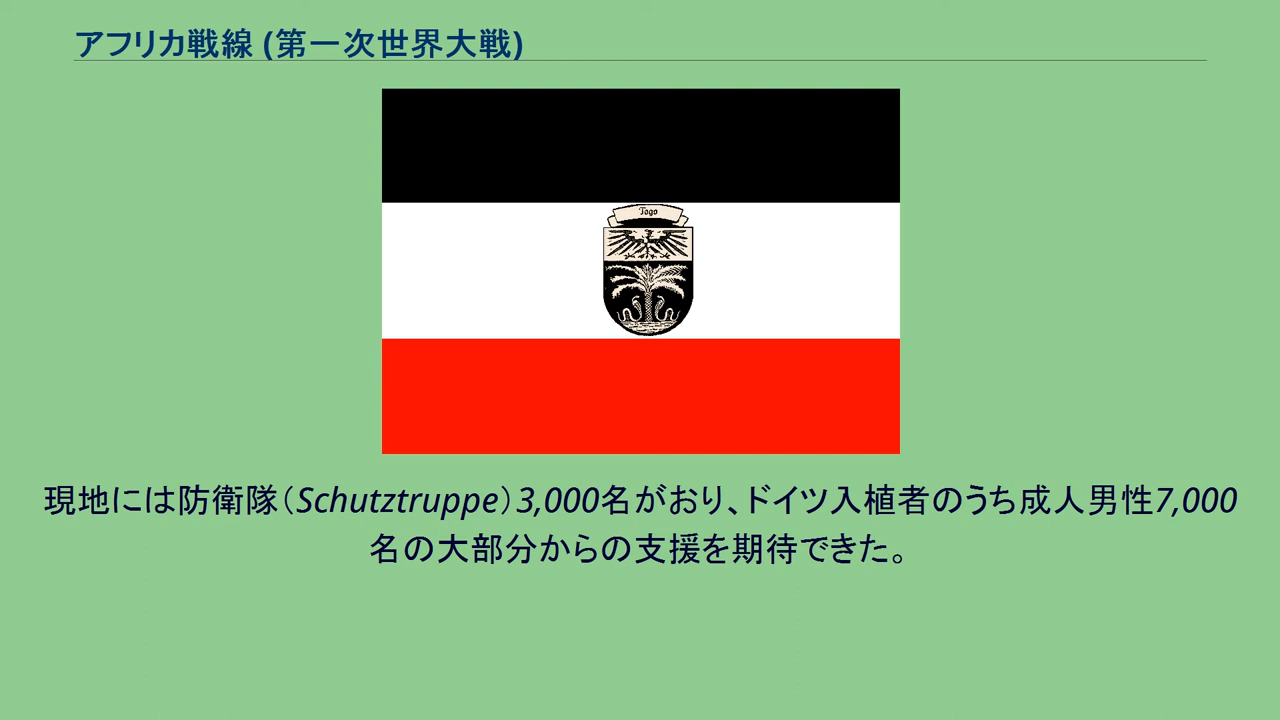 アフリカ戦線 (第一次世界大戦)
Togo
現地には防衛隊（Schutztruppe）3,000名がおり、ドイツ入植者のうち成人男性7,000
名の大部分からの支援を期待できた。